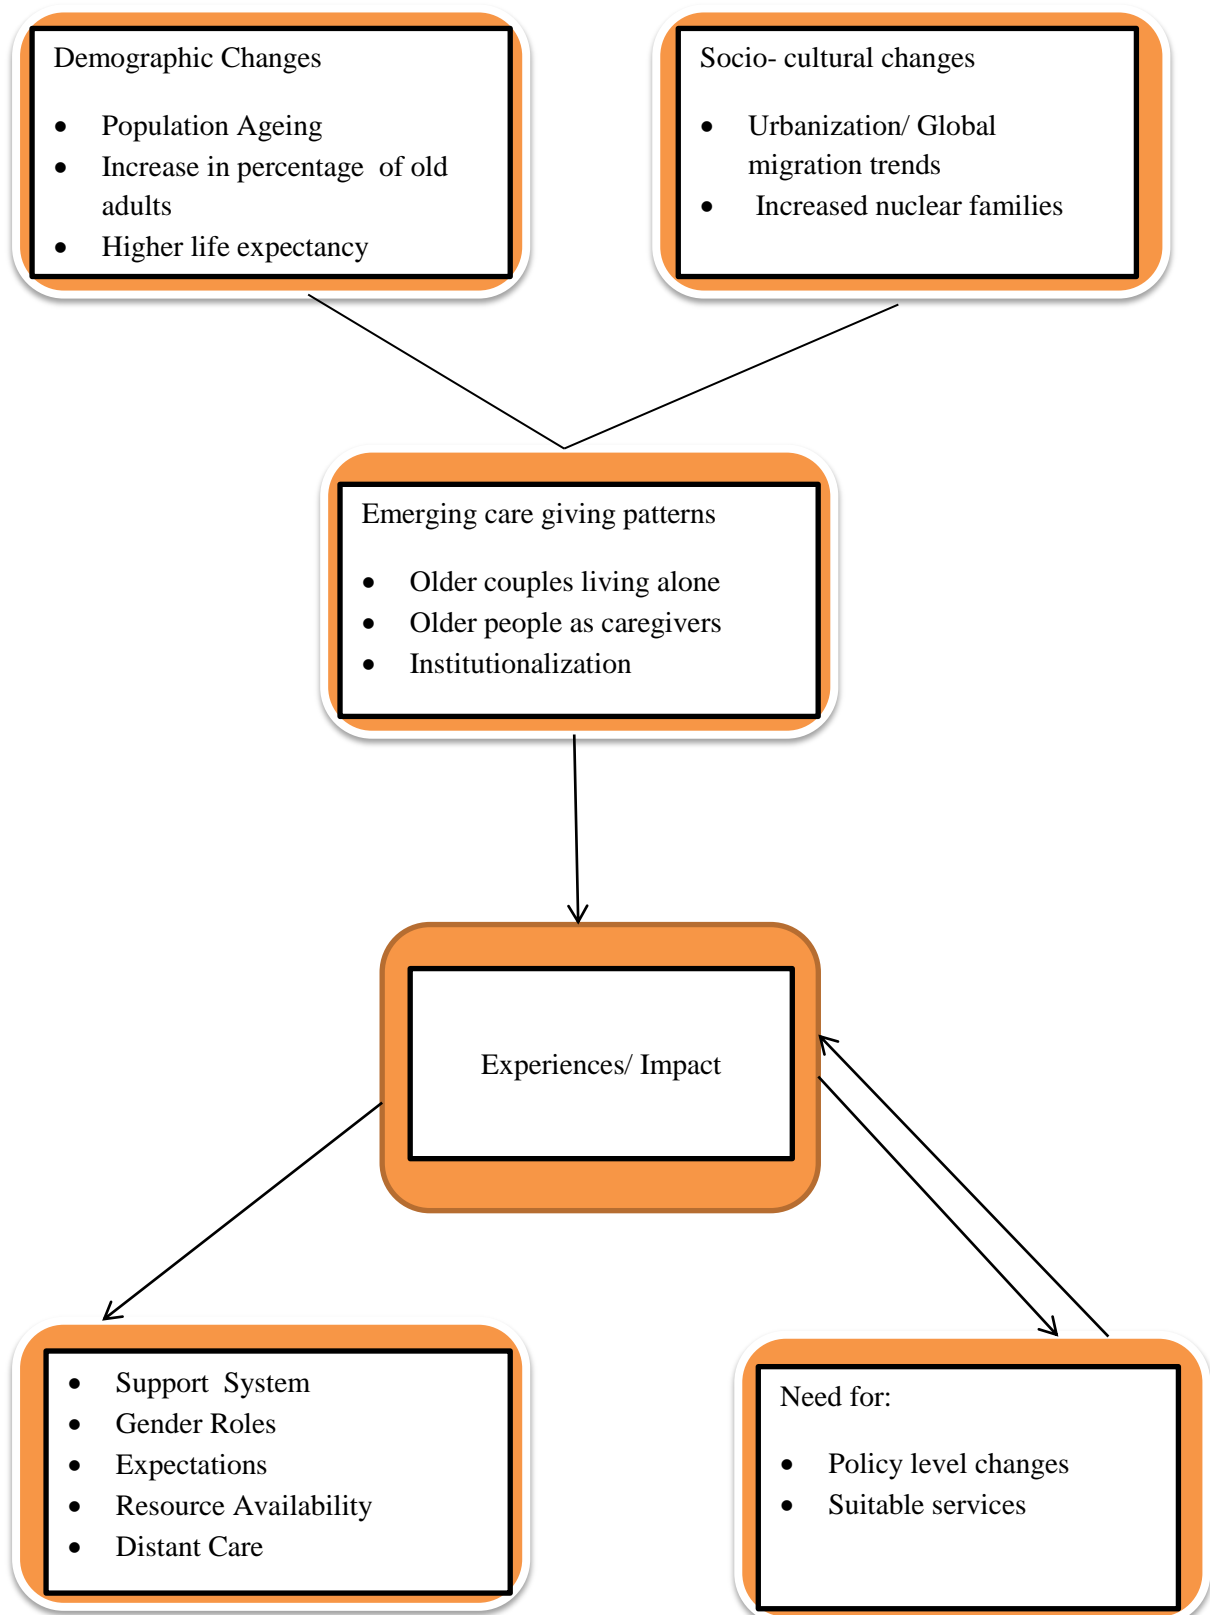 Demographic Changes
• Population Ageing
• Increase in percentage of old
adults
• Higher life expectancy
Socio- cultural changes
• Urbanization/ Global
migration trends
• Increased nuclear families
Emerging care giving patterns
• Older couples living alone
• Older people as caregivers
• Institutionalization
Experiences/ Impact
• Support System
• Gender Roles
• Expectations
• Resource Availability
• Distant Care
Need for:
• Policy level changes
• Suitable services